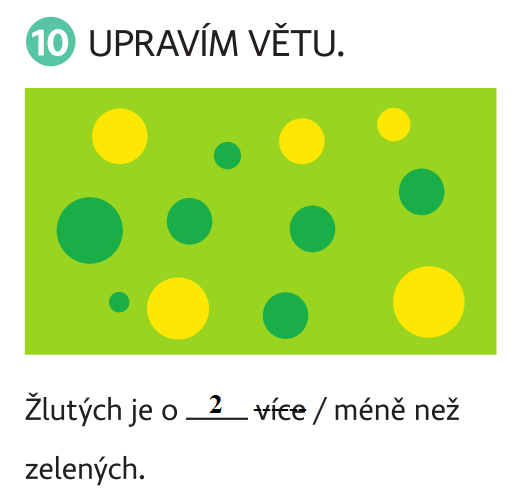 10 UPRAVÍM VĚTU.
Žlutých je o 2 více / méně než
zelených.